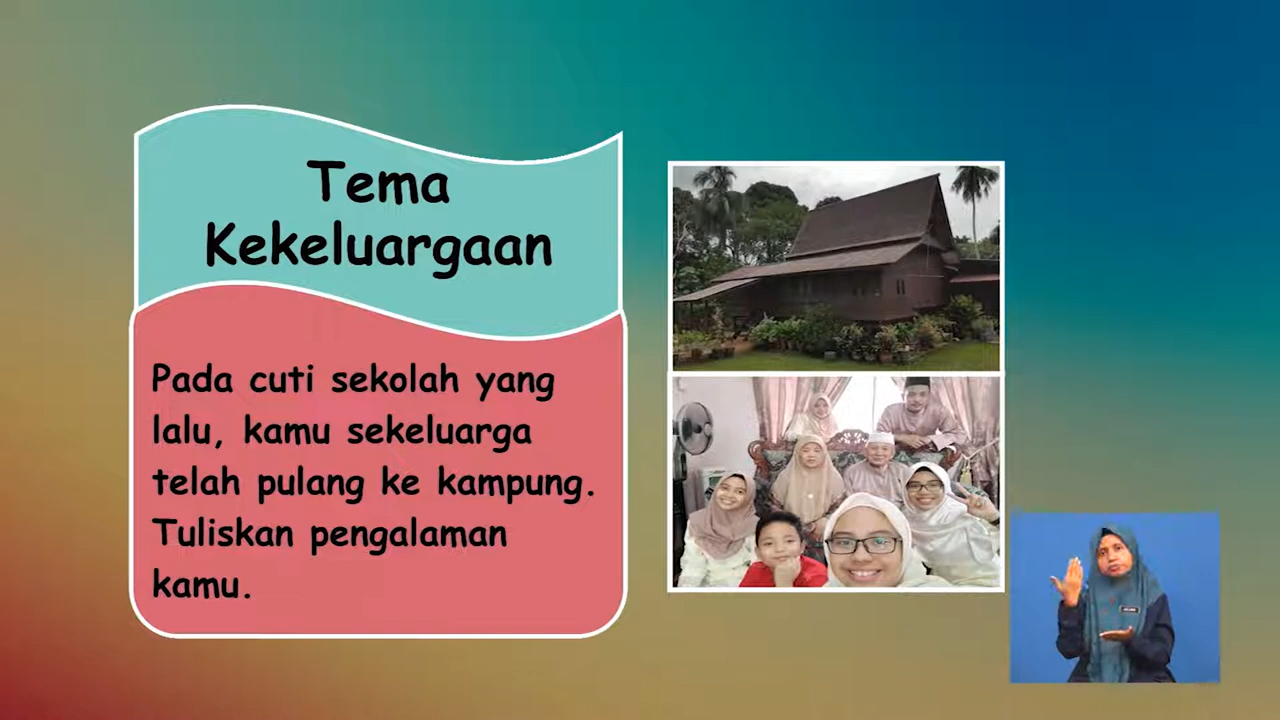 Tema
Kekeluargaan
Pada cuti sekolah yang
lalu, kamu sekeluarga
telah pulang ke kampung.
Tuliskan pengalaman
kamu.